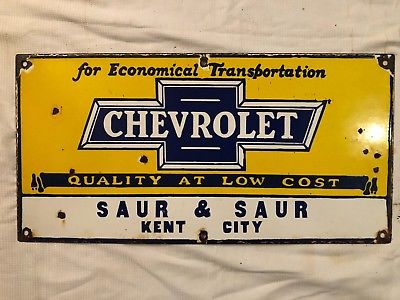 for Economical Transportation
CHEVROLET
QUALITY AT LOW COST
SAUR & SAUR
KENT CITY